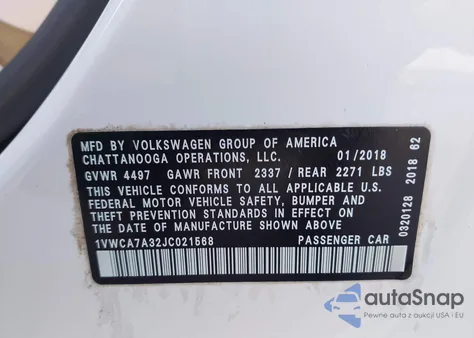 MFD BY VOLKSWAGEN GROUP OF AMERICA
CHATTANOOGA OPERATIONS, LLC. 01/2018
GVWR 4497 GAWR FRONT 2337 / REAR 2271 LBS
THIS VEHICLE CONFORMS TO ALL APPLICABLE U.S.
FEDERAL MOTOR VEHICLE SAFETY, BUMPER AND
THEFT PREVENTION STANDARDS IN EFFECT ON THE
DATE OF MANUFACTURE SHOWN ABOVE.
1VWCA7A32JC021568 PASSENGER CAR
0320128 2018 62
autoSnap
Pewne auta z aukcji USA i EU